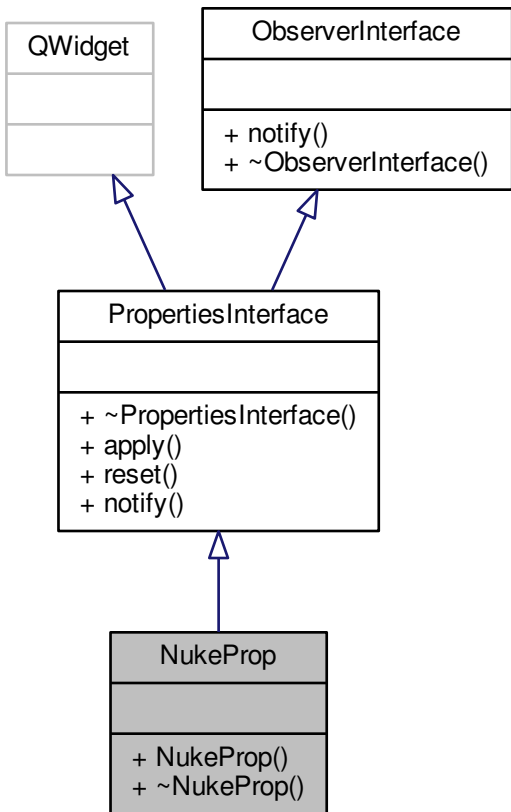 QWidget
ObserverInterface
+ notify()
+ ~ObserverInterface()
PropertiesInterface
+ ~PropertiesInterface()
+ apply()
+ reset()
+ notify()
NukeProp
+ NukeProp()
+ ~NukeProp()